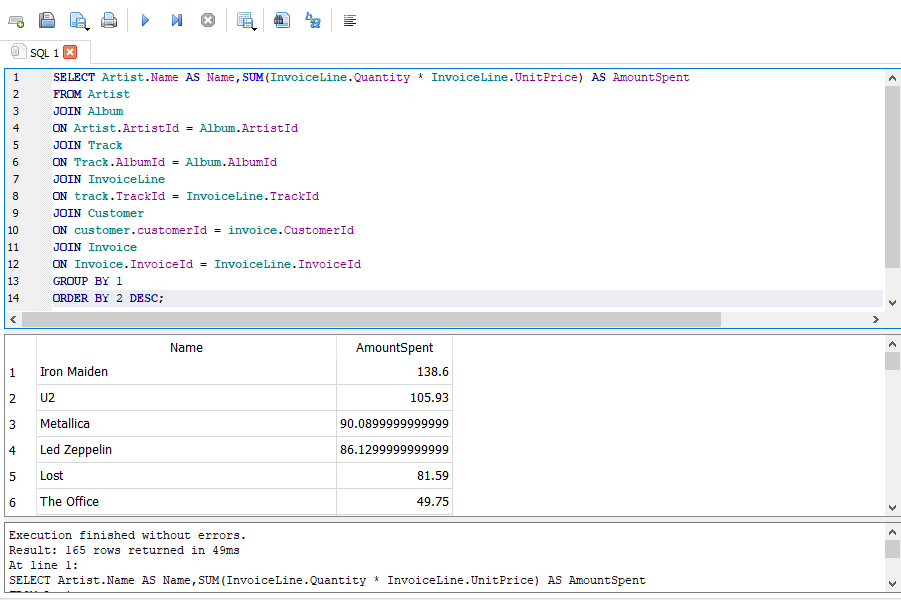 SQL 1
1 SELECT Artist.Name AS Name,SUM(InvoiceLine.Quantity * InvoiceLine.UnitPrice) AS AmountSpent
2 FROM Artist
3 JOIN Album
4 ON Artist.ArtistId = Album.ArtistId
5 JOIN Track
6 ON Track.AlbumId = Album.AlbumId
7 JOIN InvoiceLine
8 ON track.TrackId = InvoiceLine.TrackId
9 JOIN Customer
10 ON customer.customerId = invoice.CustomerId
11 JOIN Invoice
12 ON Invoice.InvoiceId = InvoiceLine.InvoiceId
13 GROUP BY 1
14 ORDER BY 2 DESC;
Name AmountSpent
1 Iron Maiden 138.6
2 U2 105.93
3 Metallica 90.0899999999999
4 Led Zeppelin 86.1299999999999
5 Lost 81.59
6 The Office 49.75
Execution finished without errors.
Result: 165 rows returned in 49ms
At line 1:
SELECT Artist.Name AS Name,SUM(InvoiceLine.Quantity * InvoiceLine.UnitPrice) AS AmountSpent